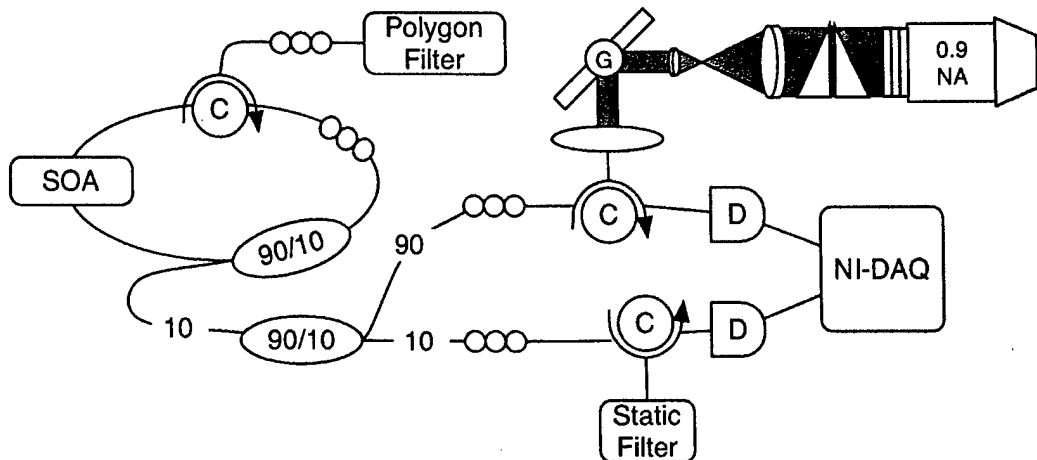 Polygon
Filter
C
SOA
90/10
10
90/10
90
10
G
0.9
NA
C
D
NI-DAQ
C
D
Static
Filter